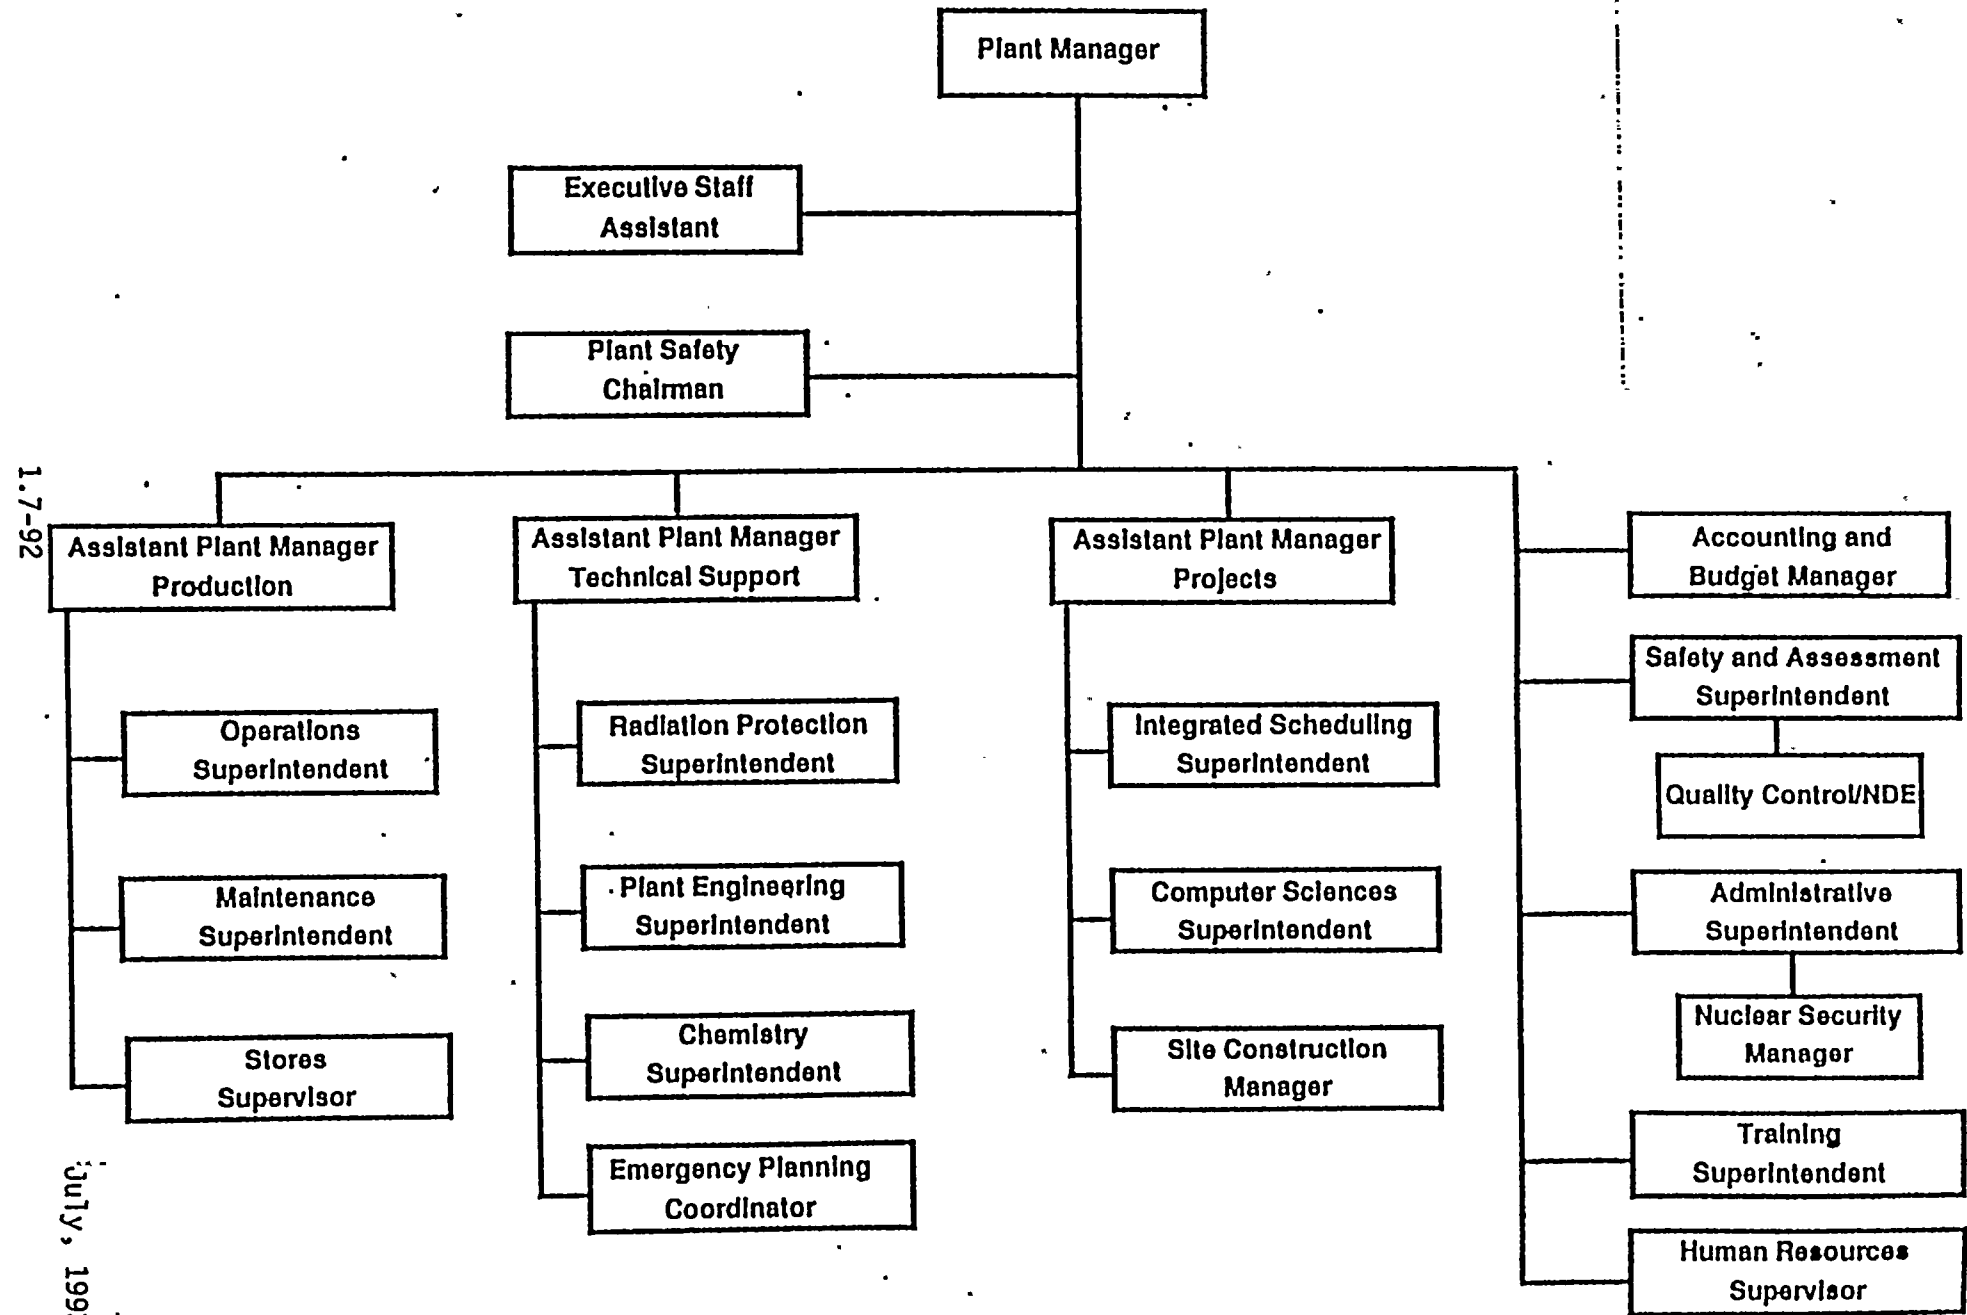 Plant Manager
Executive Staff
Assistant
Plant Safety
Chairman
Assistant Plant Manager
Production
Operations
Superintendent
Maintenance
Superintendent
Stores
Supervisor
Assistant Plant Manager
Technical Support
Radiation Protection
Superintendent
Plant Engineering
Superintendent
Chemistry
Superintendent
Emergency Planning
Coordinator
Assistant Plant Manager
Projects
Integrated Scheduling
Superintendent
Computer Sciences
Superintendent
Site Construction
Manager
Accounting and
Budget Manager
Safety and Assessment
Superintendent
Quality Control/NDE
Administrative
Superintendent
Nuclear Security
Manager
Training
Superintendent
Human Resources
Supervisor
1.7-92
July,